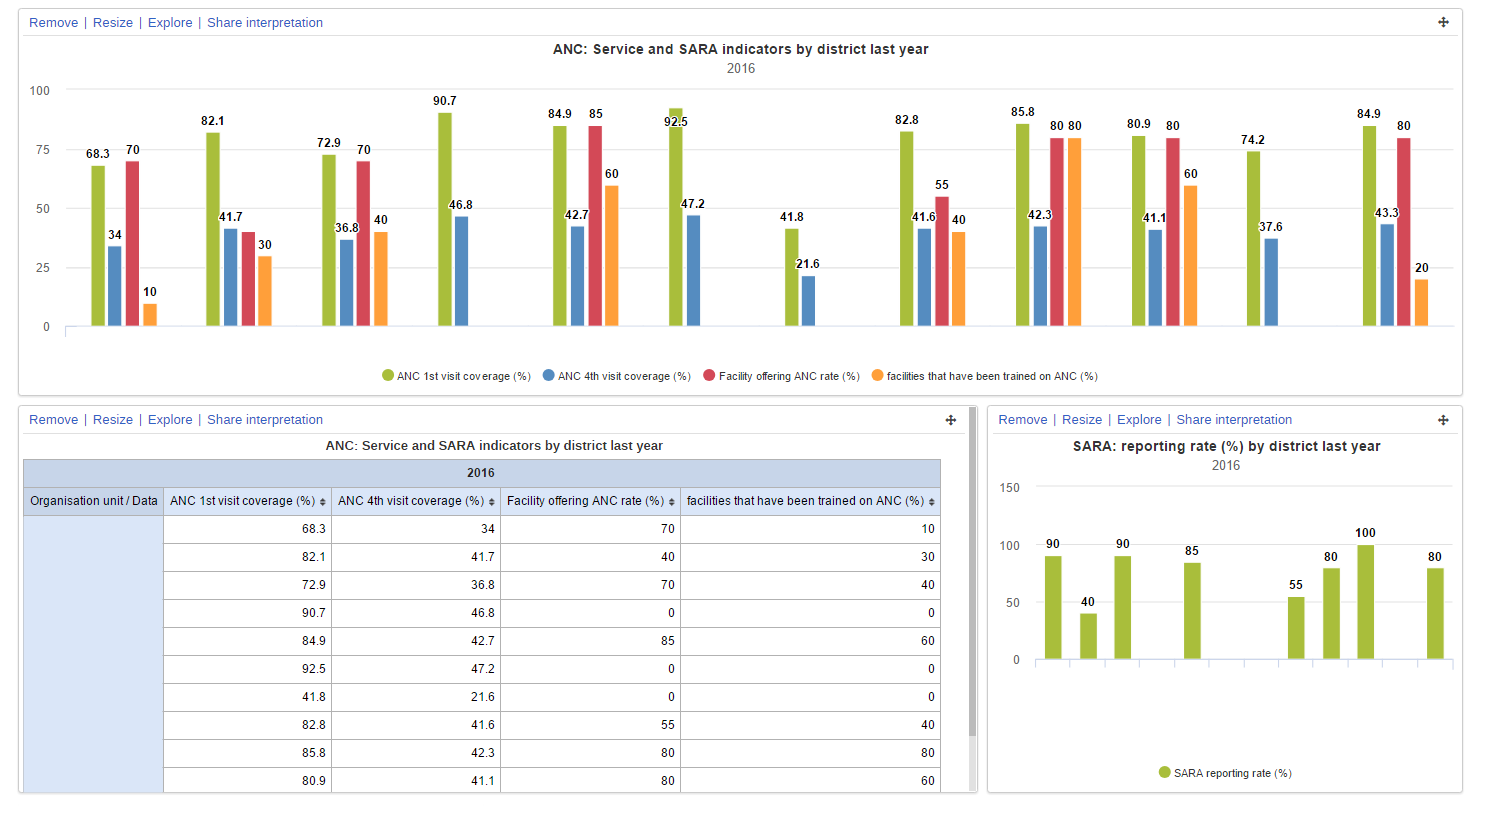 Remove | Resize | Explore | Share interpretation
ANC: Service and SARA indicators by district last year
2016
100
75
50
25
0
68.3 34 70 10
82.1 41.7 30
72.9 36.8 70 40
90.7 46.8
84.9 42.7 85 60
92.5 47.2
41.8 21.6
82.8 41.6 55 40
85.8 42.3 80 80
80.9 41.1 80 60
74.2 37.6
84.9 43.3 80 20
ANC 1st visit coverage (%) ANC 4th visit coverage (%) Facility offering ANC rate (%) facilities that have been trained on ANC (%)
Remove | Resize | Explore | Share interpretation
ANC: Service and SARA indicators by district last year
2016
Organisation unit / Data ANC 1st visit coverage (%) ANC 4th visit coverage (%) Facility offering ANC rate (%) facilities that have been trained on ANC (%)
68.3 34 70 10
82.1 41.7 40 30
72.9 36.8 70 40
90.7 46.8 0 0
84.9 42.7 85 60
92.5 47.2 0 0
41.8 21.6 0 0
82.8 41.6 55 40
85.8 42.3 80 80
80.9 41.1 80 60
Remove | Resize | Explore | Share interpretation
SARA: reporting rate (%) by district last year
2016
150
100
50
0
90 40 90 85 55 80 100 80
SARA reporting rate (%)